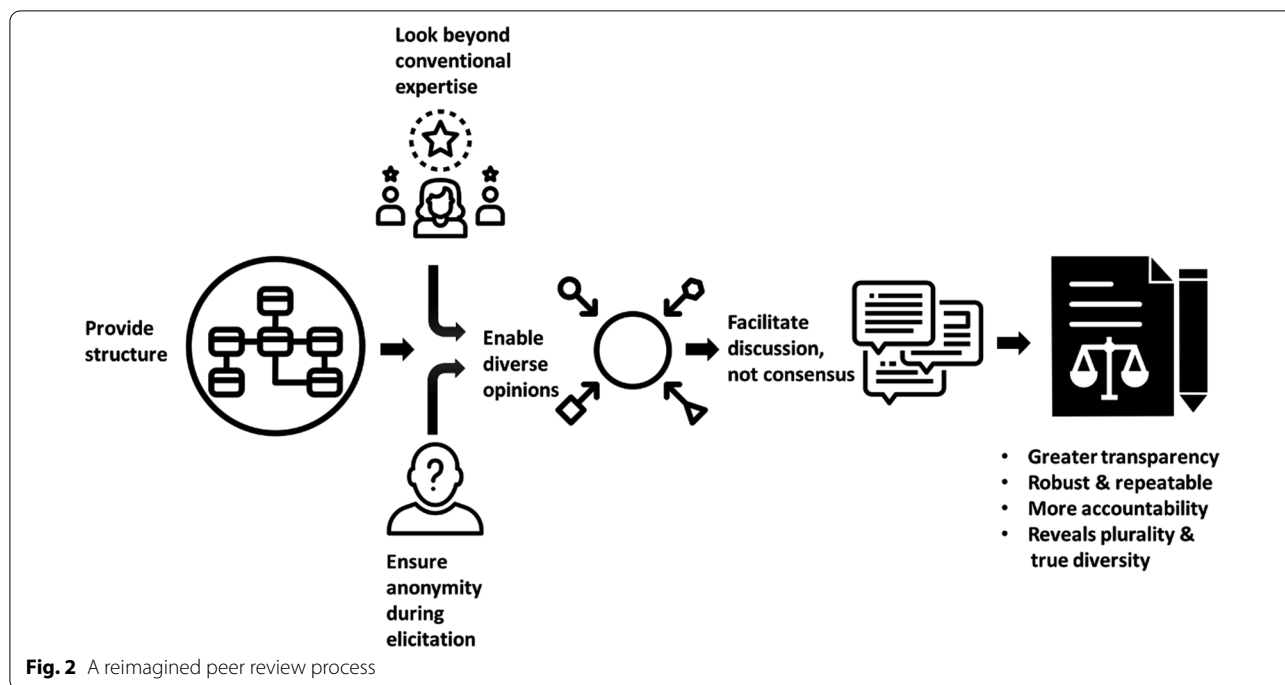 Look beyond
conventional
expertise
Provide
structure
Enable
diverse
opinions
Facilitate
discussion,
not consensus
?
Ensure
anonymity
during
elicitation
• Greater transparency
• Robust & repeatable
• More accountability
• Reveals plurality &
true diversity
Fig. 2 A reimagined peer review process